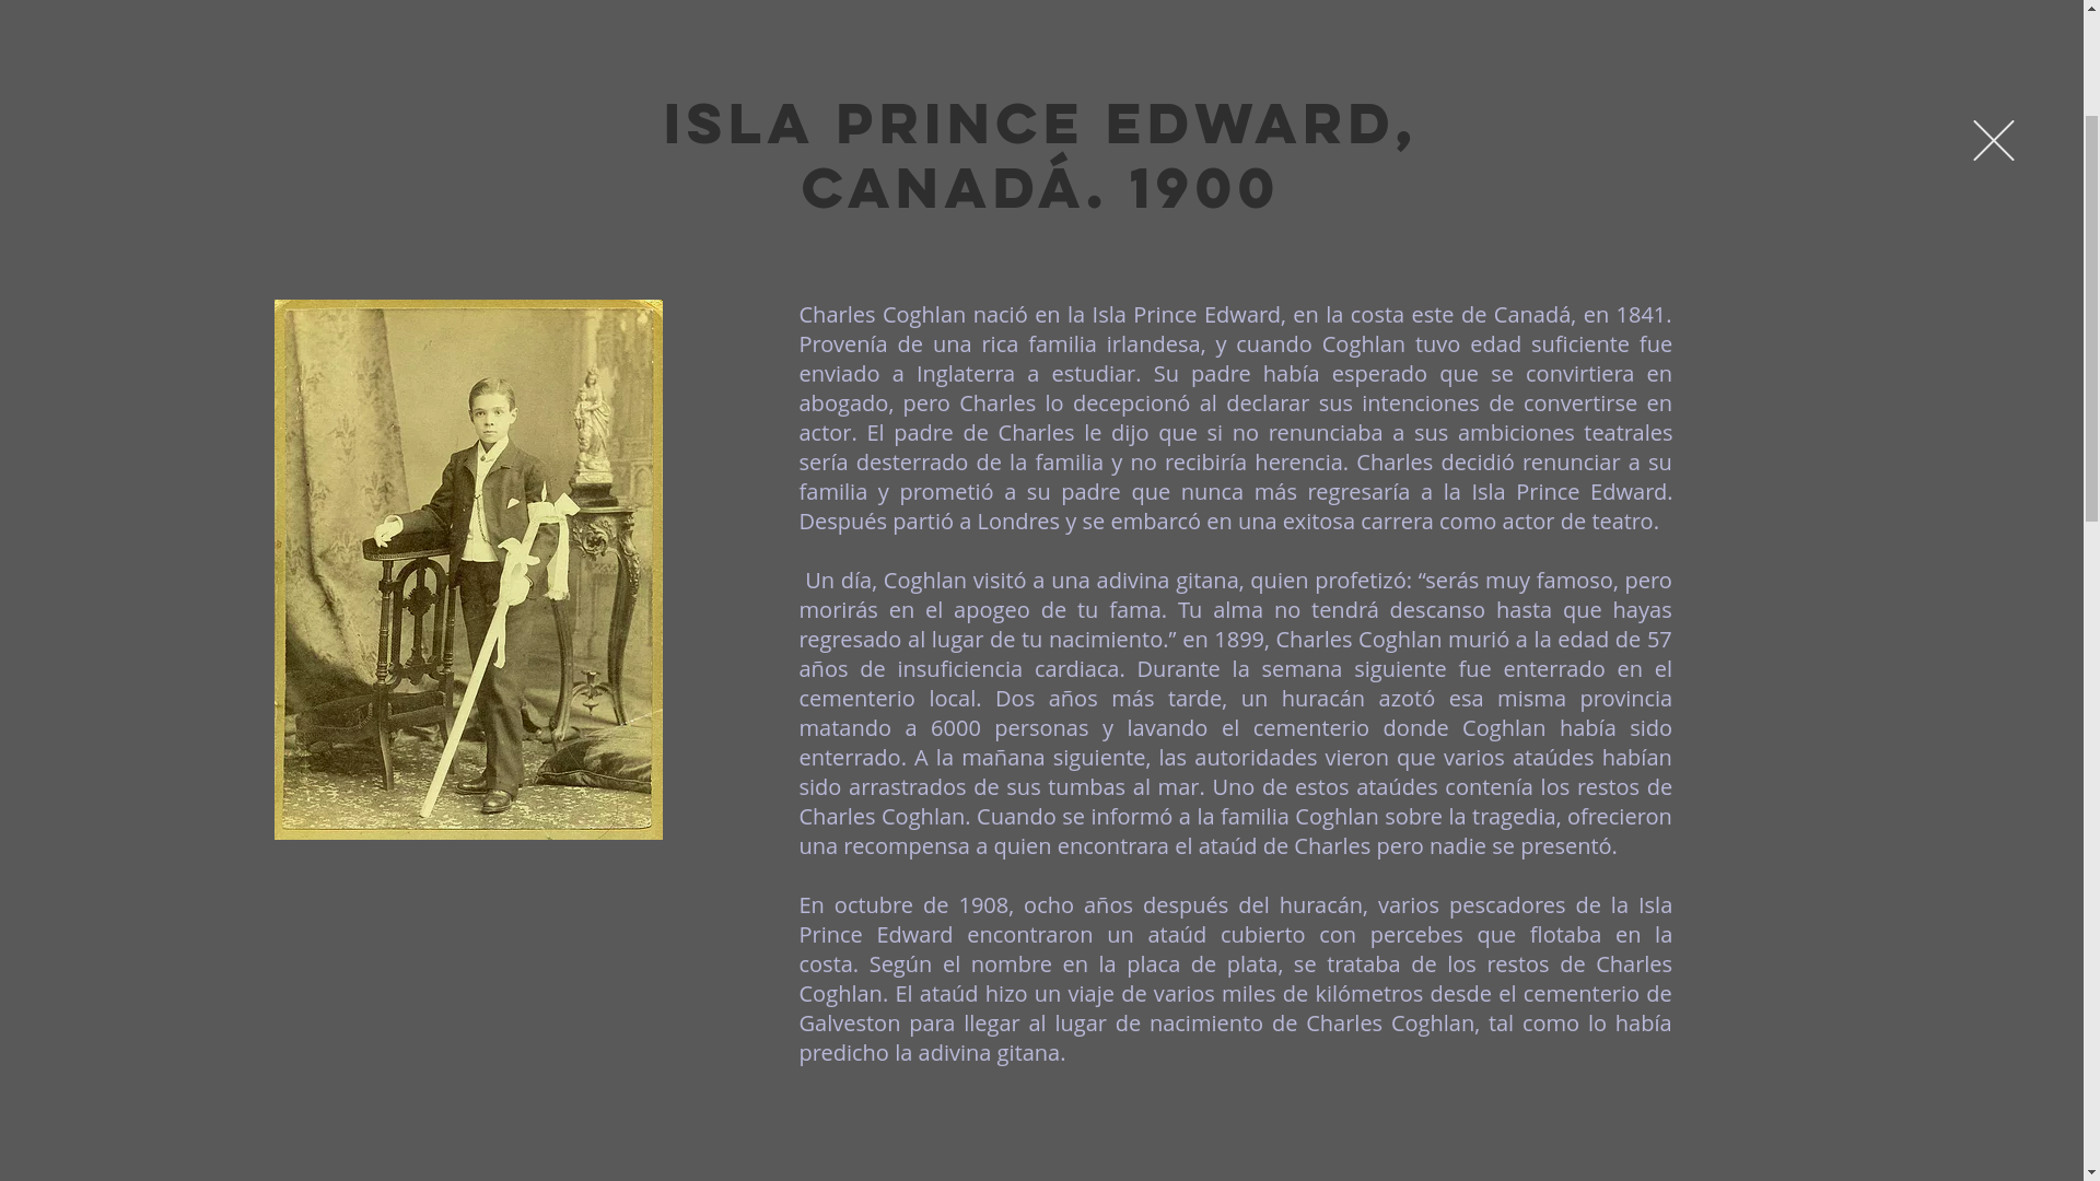 ISLA PRINCE EDWARD,
CANADÁ. 1900
Charles Coghlan nació en la Isla Prince Edward, en la costa este de Canadá, en 1841.
Provenía de una rica familia irlandesa, y cuando Coghlan tuvo edad suficiente fue
enviado a Inglaterra a estudiar. Su padre había esperado que se convirtiera en
abogado, pero Charles lo decepcionó al declarar sus intenciones de convertirse en
actor. El padre de Charles le dijo que si no renunciaba a sus ambiciones teatrales
sería desterrado de la familia y no recibiría herencia. Charles decidió renunciar a su
familia y prometió a su padre que nunca más regresaría a la Isla Prince Edward.
Después partió a Londres y se embarcó en una exitosa carrera como actor de teatro.
Un día, Coghlan visitó a una adivina gitana, quien profetizó: “serás muy famoso, pero
morirás en el apogeo de tu fama. Tu alma no tendrá descanso hasta que hayas
regresado al lugar de tu nacimiento.” en 1899, Charles Coghlan murió a la edad de 57
años de insuficiencia cardiaca. Durante la semana siguiente fue enterrado en el
cementerio local. Dos años más tarde, un huracán azotó esa misma provincia
matando a 6000 personas y lavando el cementerio donde Coghlan había sido
enterrado. A la mañana siguiente, las autoridades vieron que varios ataúdes habían
sido arrastrados de sus tumbas al mar. Uno de estos ataúdes contenía los restos de
Charles Coghlan. Cuando se informó a la familia Coghlan sobre la tragedia, ofrecieron
una recompensa a quien encontrara el ataúd de Charles pero nadie se presentó.
En octubre de 1908, ocho años después del huracán, varios pescadores de la Isla
Prince Edward encontraron un ataúd cubierto con percebes que flotaba en la
costa. Según el nombre en la placa de plata, se trataba de los restos de Charles
Coghlan. El ataúd hizo un viaje de varios miles de kilómetros desde el cementerio de
Galveston para llegar al lugar de nacimiento de Charles Coghlan, tal como lo había
predicho la adivina gitana.